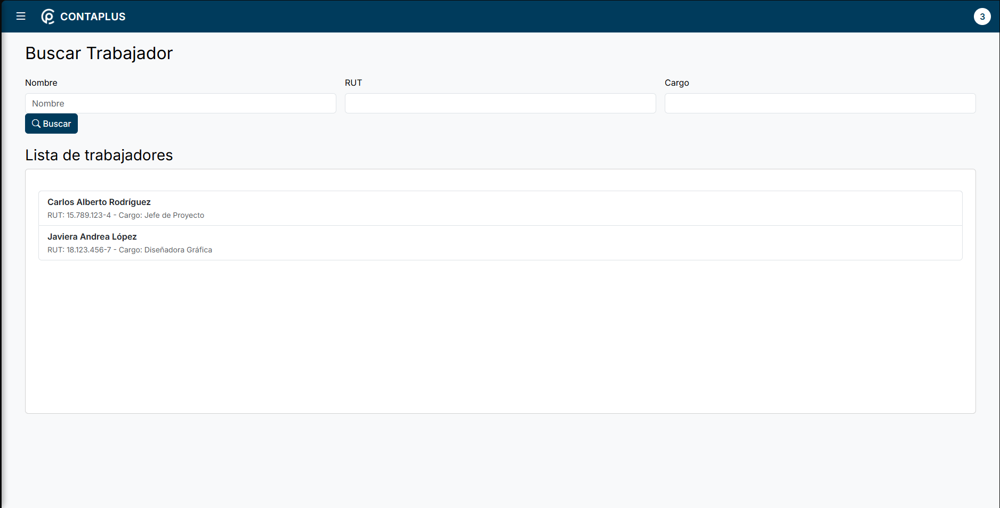 CONTAPLUS
3
Buscar Trabajador
Nombre
RUT
Cargo
Nombre
Buscar
Lista de trabajadores
Carlos Alberto Rodríguez
RUT: 15.789.123-4 - Cargo: Jefe de Proyecto
Javiera Andrea López
RUT: 18.123.456-7 - Cargo: Diseñadora Gráfica